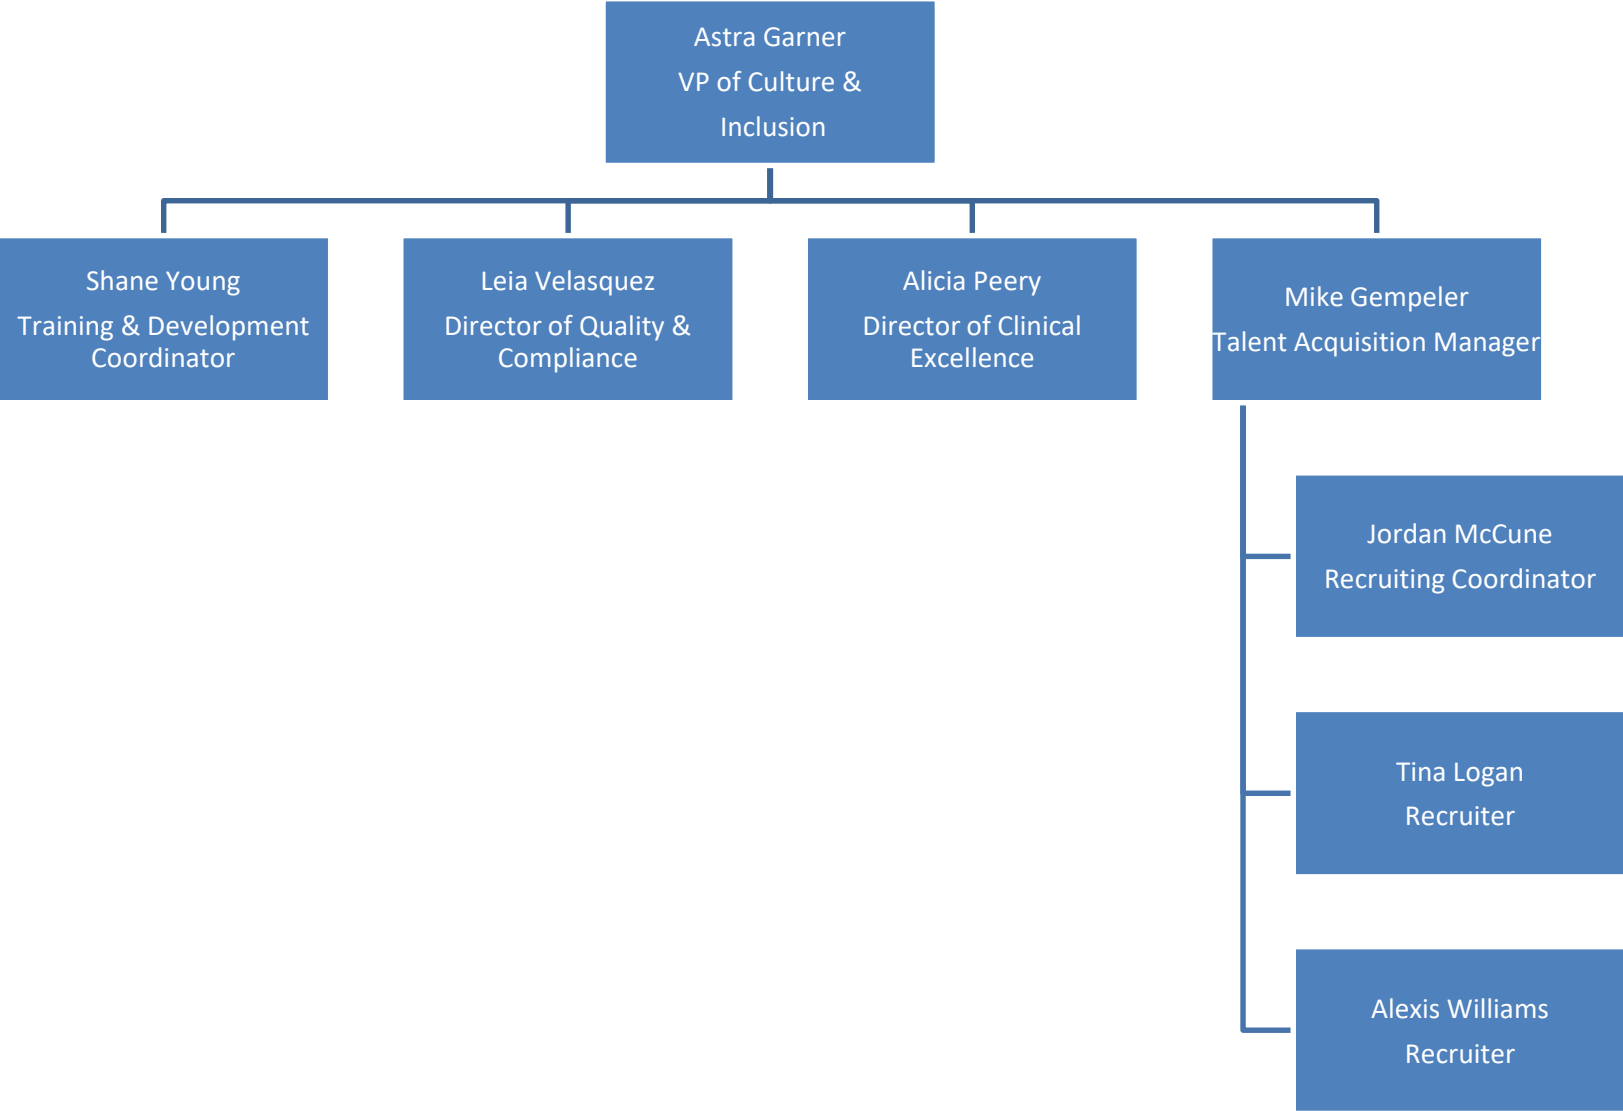 Astra Garner
VP of Culture &
Inclusion
Shane Young
Training & Development
Coordinator
Leia Velasquez
Director of Quality &
Compliance
Alicia Peery
Director of Clinical
Excellence
Mike Gempeler
Talent Acquisition Manager
Jordan McCune
Recruiting Coordinator
Tina Logan
Recruiter
Alexis Williams
Recruiter